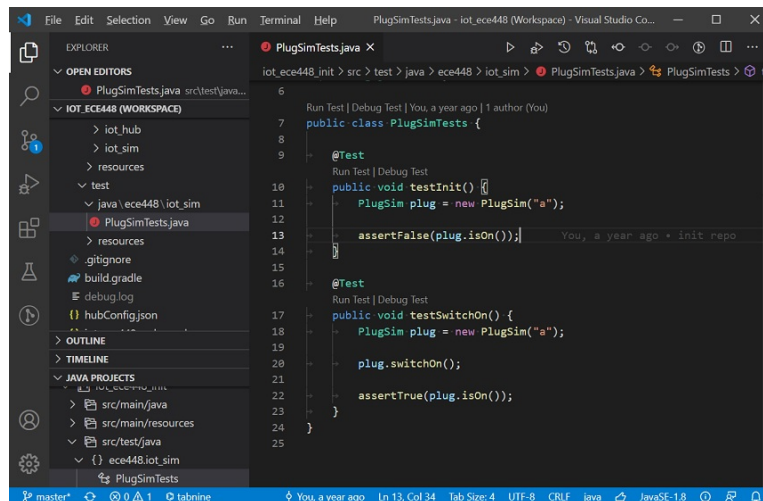 File Edit Selection View Go Run Terminal Help PlugSimTests.java - iot_ece448 (Workspace) - Visual Studio Co...
EXPLORER
OPEN EDITORS
PlugSimTests.java src\test\java...
IOT_ECE448 (WORKSPACE)
iot_hub
iot_sim
resources
test
java\ece448\iot_sim
PlugSimTests.java
resources
.gitignore
build.gradle
debug.log
hubConfig.json
OUTLINE
TIMELINE
JAVA PROJECTS
iot_ece448_init
src/main/java
src/main/resources
src/test/java
{} ece448.iot_sim
PlugSimTests
1
PlugSimTests.java
iot_ece448_init > src > test > java > ece448 > iot_sim > PlugSimTests.java > PlugSimTests >
6
Run Test | Debug Test | You, a year ago | 1 author (You)
7 public class PlugSimTests {
8
9 @Test
Run Test | Debug Test
10 public void testInit() {
11 PlugSim plug = new PlugSim("a");
12
13 assertFalse(plug.isOn()); You, a year ago • init repo
14 }
15
16 @Test
Run Test | Debug Test
17 public void testSwitchOn() {
18 PlugSim plug = new PlugSim("a");
19
20 plug.switchOn();
21
22 assertTrue(plug.isOn());
23 }
24 }
25
master* 0 1 tabnine You, a year ago Ln 13, Col 34 Tab Size: 4 UTF-8 CRLF java JavaSE-1.8